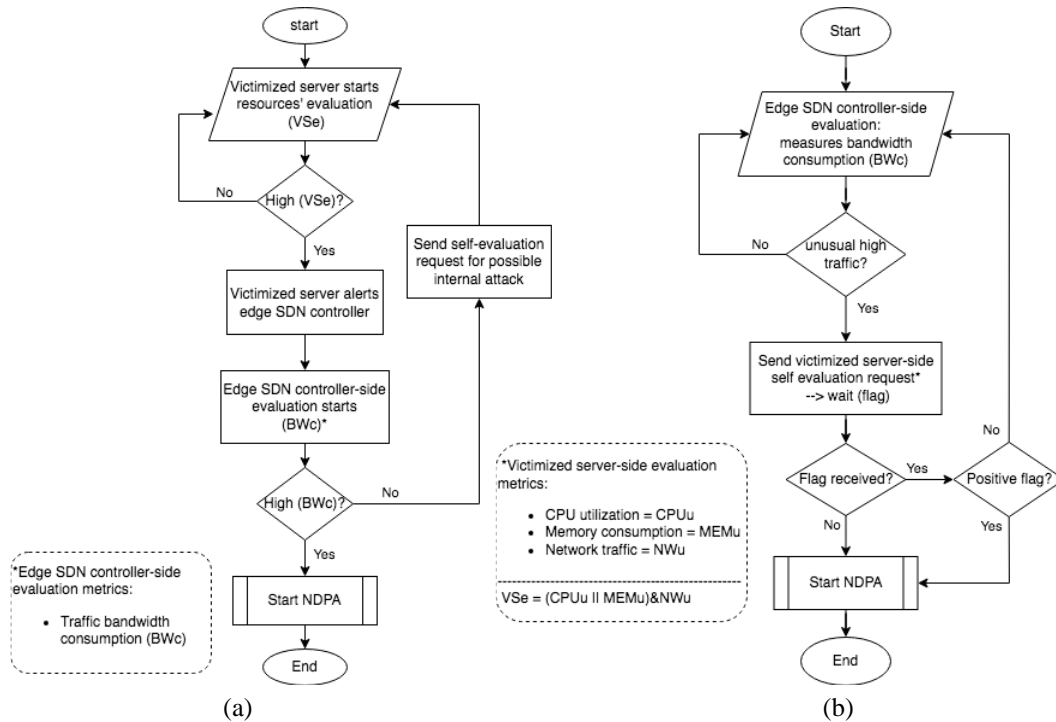 start
Victimized server starts
resources' evaluation
(VSe)
No
High (VSe)?
Yes
Send self-evaluation
request for possible
internal attack
Victimized server alerts
edge SDN controller
Edge SDN controller-side
evaluation starts
(BWc)*
High (BWc)?
No
Yes
*Edge SDN controller-side
evaluation metrics:
• Traffic bandwidth
consumption (BWc)
Start NDPA
End
(a)
Start
Edge SDN controller-side
evaluation:
measures bandwidth
consumption (BWc)
No
unusual high
traffic?
Yes
Send victimized server-side
self evaluation request*
--> wait (flag)
No
*Victimized server-side evaluation
metrics:
• CPU utilization = CPUu
• Memory consumption = MEMu
• Network traffic = NWu
VSe = (CPUu II MEMu)&NWu
Flag received?
Yes
Positive flag?
No
Yes
Start NDPA
End
(b)